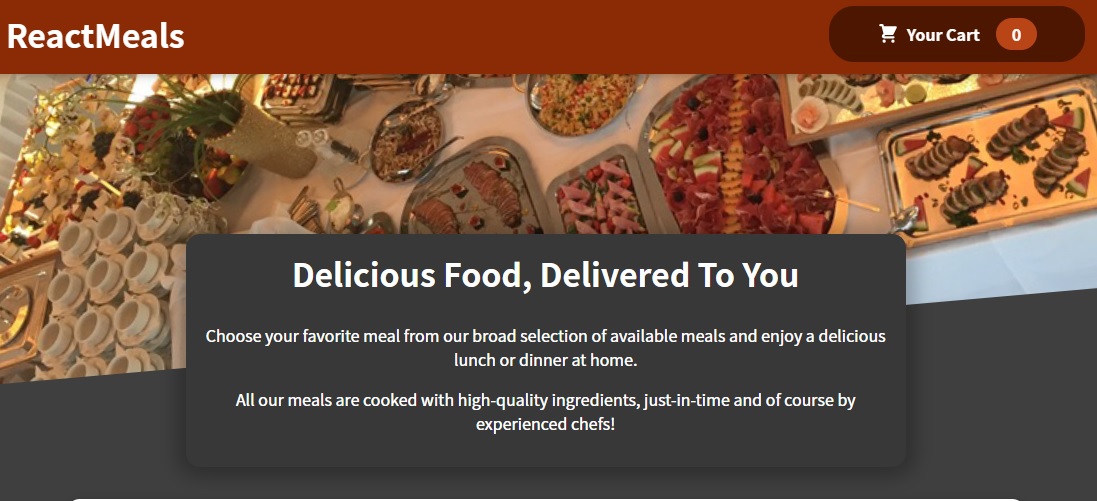 ReactMeals
Your Cart 0
Delicious Food, Delivered To You
Choose your favorite meal from our broad selection of available meals and enjoy a delicious
lunch or dinner at home.
All our meals are cooked with high-quality ingredients, just-in-time and of course by
experienced chefs!